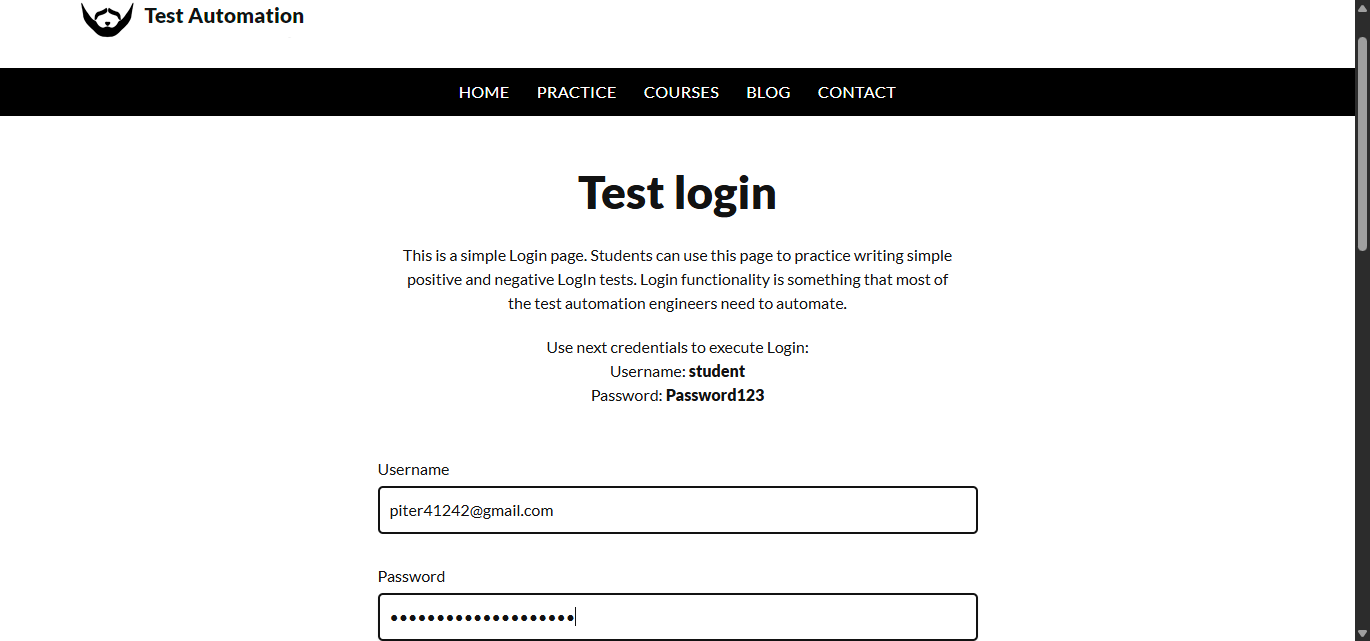 Test Automation
HOME PRACTICE COURSES BLOG CONTACT
Test login
This is a simple Login page. Students can use this page to practice writing simple
positive and negative LogIn tests. Login functionality is something that most of
the test automation engineers need to automate.
Use next credentials to execute Login:
Username: student
Password: Password123
Username
piter41242@gmail.com
Password
••••••••••••••••••••